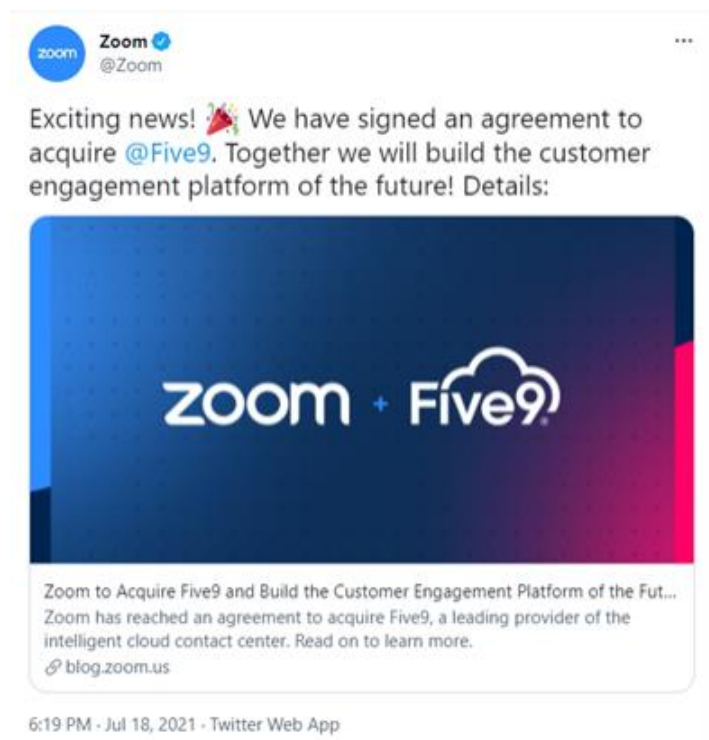 Zoom
@Zoom
Exciting news! 🎉 We have signed an agreement to
acquire @Five9. Together we will build the customer
engagement platform of the future! Details:
zoom + Five9
Zoom to Acquire Five9 and Build the Customer Engagement Platform of the Fut...
Zoom has reached an agreement to acquire Five9, a leading provider of the
intelligent cloud contact center. Read on to learn more.
blog.zoom.us
6:19 PM · Jul 18, 2021 · Twitter Web App